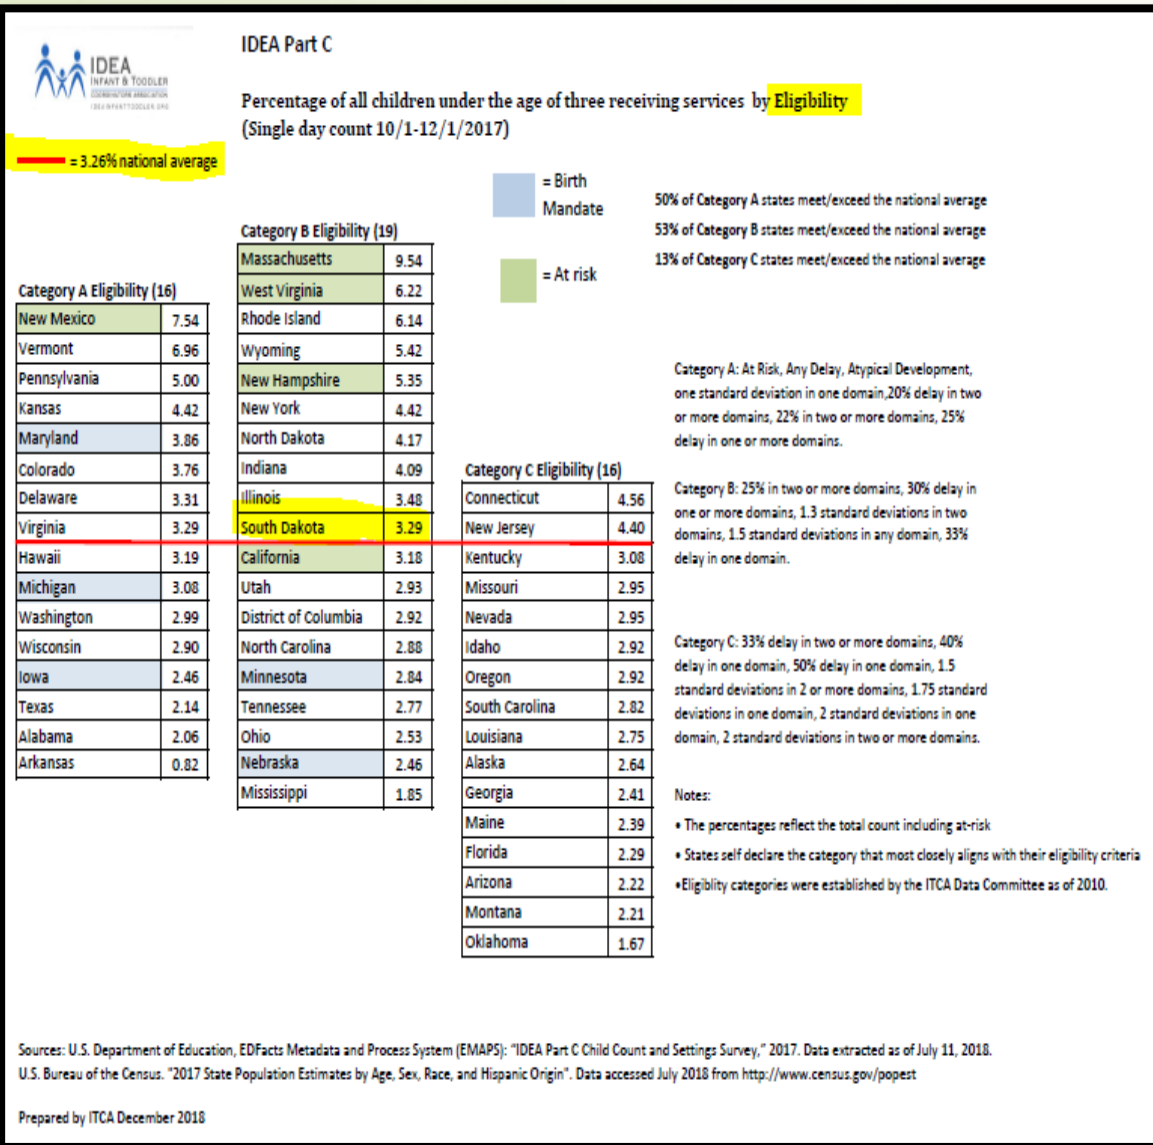 IDEA Part C
IDEA
INFANT & TODDLER
COORDINATORS ASSOCIATION
IDEAINFANTTODDLER.ORG
Percentage of all children under the age of three receiving services by Eligibility
(Single day count 10/1-12/1/2017)
= 3.26% national average
= Birth
Mandate
= At risk
50% of Category A states meet/exceed the national average
53% of Category B states meet/exceed the national average
13% of Category C states meet/exceed the national average
Category A Eligibility (16)
New Mexico 7.54
Vermont 6.96
Pennsylvania 5.00
Kansas 4.42
Maryland 3.86
Colorado 3.76
Delaware 3.31
Virginia 3.29
Hawaii 3.19
Michigan 3.08
Washington 2.99
Wisconsin 2.90
Iowa 2.46
Texas 2.14
Alabama 2.06
Arkansas 0.82
Category B Eligibility (19)
Massachusetts 9.54
West Virginia 6.22
Rhode Island 6.14
Wyoming 5.42
New Hampshire 5.35
New York 4.42
North Dakota 4.17
Indiana 4.09
Illinois 3.48
South Dakota 3.29
California 3.18
Utah 2.93
District of Columbia 2.92
North Carolina 2.88
Minnesota 2.84
Tennessee 2.77
Ohio 2.53
Nebraska 2.46
Mississippi 1.85
Category C Eligibility (16)
Connecticut 4.56
New Jersey 4.40
Kentucky 3.08
Missouri 2.95
Nevada 2.95
Idaho 2.92
Oregon 2.92
South Carolina 2.82
Louisiana 2.75
Alaska 2.64
Georgia 2.41
Maine 2.39
Florida 2.29
Arizona 2.22
Montana 2.21
Oklahoma 1.67
Category A: At Risk, Any Delay, Atypical Development,
one standard deviation in one domain,20% delay in two
or more domains, 22% in two or more domains, 25%
delay in one or more domains.
Category B: 25% in two or more domains, 30% delay in
one or more domains, 1.3 standard deviations in two
domains, 1.5 standard deviations in any domain, 33%
delay in one domain.
Category C: 33% delay in two or more domains, 40%
delay in one domain, 50% delay in one domain, 1.5
standard deviations in 2 or more domains, 1.75 standard
deviations in one domain, 2 standard deviations in one
domain, 2 standard deviations in two or more domains.
Notes:
• The percentages reflect the total count including at-risk
• States self declare the category that most closely aligns with their eligibility criteria
•Eligiblity categories were established by the ITCA Data Committee as of 2010.
Sources: U.S. Department of Education, EDFacts Metadata and Process System (EMAPS): "IDEA Part C Child Count and Settings Survey," 2017. Data extracted as of July 11, 2018.
U.S. Bureau of the Census. "2017 State Population Estimates by Age, Sex, Race, and Hispanic Origin". Data accessed July 2018 from http://www.census.gov/popest
Prepared by ITCA December 2018